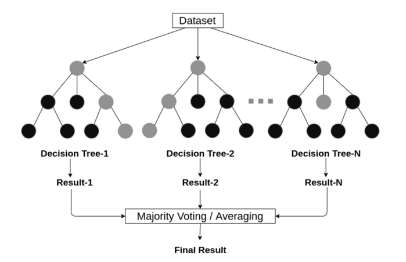 Dataset
Decision Tree-1
Decision Tree-2
Decision Tree-N
Result-1
Result-2
Result-N
Majority Voting / Averaging
Final Result